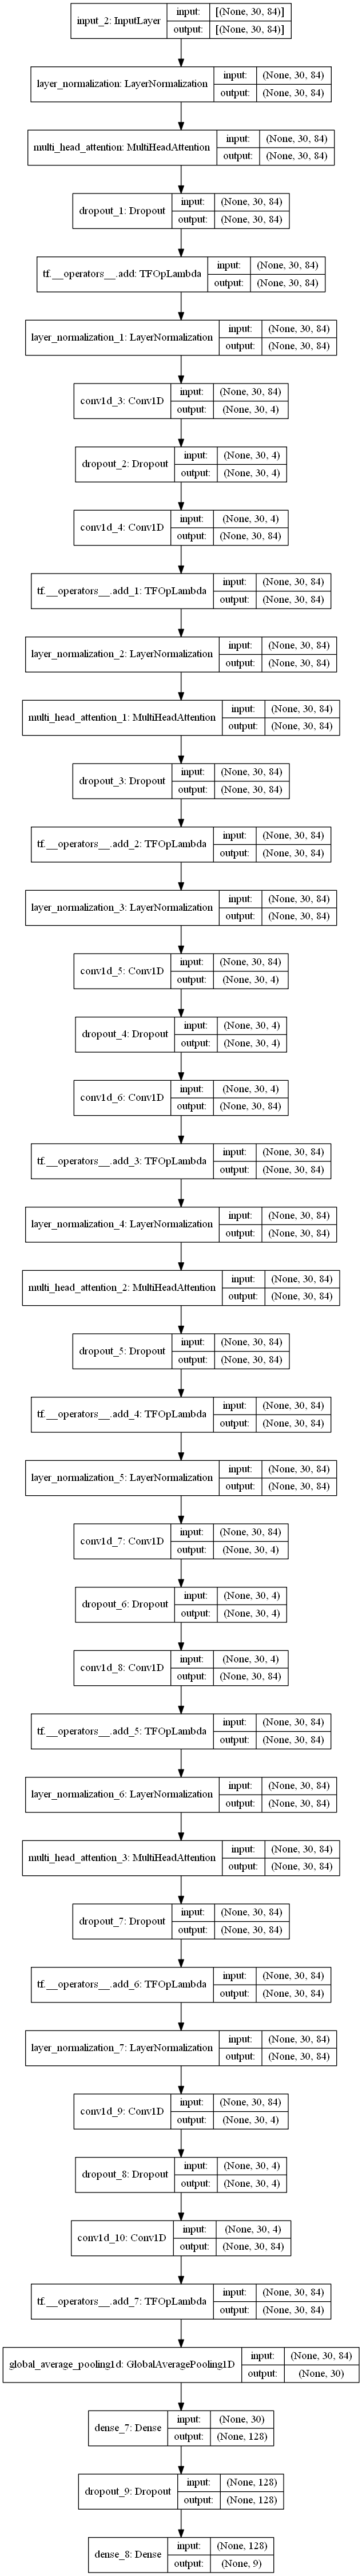 input_2: InputLayer input: [(None, 30, 84)]
output: [(None, 30, 84)]
layer_normalization: LayerNormalization input: (None, 30, 84)
output: (None, 30, 84)
multi_head_attention: MultiHeadAttention input: (None, 30, 84)
output: (None, 30, 84)
dropout_1: Dropout input: (None, 30, 84)
output: (None, 30, 84)
tf.__operators__.add: TFOpLambda input: (None, 30, 84)
output: (None, 30, 84)
layer_normalization_1: LayerNormalization input: (None, 30, 84)
output: (None, 30, 84)
conv1d_3: Conv1D input: (None, 30, 84)
output: (None, 30, 4)
dropout_2: Dropout input: (None, 30, 4)
output: (None, 30, 4)
conv1d_4: Conv1D input: (None, 30, 4)
output: (None, 30, 84)
tf.__operators__.add_1: TFOpLambda input: (None, 30, 84)
output: (None, 30, 84)
layer_normalization_2: LayerNormalization input: (None, 30, 84)
output: (None, 30, 84)
multi_head_attention_1: MultiHeadAttention input: (None, 30, 84)
output: (None, 30, 84)
dropout_3: Dropout input: (None, 30, 84)
output: (None, 30, 84)
tf.__operators__.add_2: TFOpLambda input: (None, 30, 84)
output: (None, 30, 84)
layer_normalization_3: LayerNormalization input: (None, 30, 84)
output: (None, 30, 84)
conv1d_5: Conv1D input: (None, 30, 84)
output: (None, 30, 4)
dropout_4: Dropout input: (None, 30, 4)
output: (None, 30, 4)
conv1d_6: Conv1D input: (None, 30, 4)
output: (None, 30, 84)
tf.__operators__.add_3: TFOpLambda input: (None, 30, 84)
output: (None, 30, 84)
layer_normalization_4: LayerNormalization input: (None, 30, 84)
output: (None, 30, 84)
multi_head_attention_2: MultiHeadAttention input: (None, 30, 84)
output: (None, 30, 84)
dropout_5: Dropout input: (None, 30, 84)
output: (None, 30, 84)
tf.__operators__.add_4: TFOpLambda input: (None, 30, 84)
output: (None, 30, 84)
layer_normalization_5: LayerNormalization input: (None, 30, 84)
output: (None, 30, 84)
conv1d_7: Conv1D input: (None, 30, 84)
output: (None, 30, 4)
dropout_6: Dropout input: (None, 30, 4)
output: (None, 30, 4)
conv1d_8: Conv1D input: (None, 30, 4)
output: (None, 30, 84)
tf.__operators__.add_5: TFOpLambda input: (None, 30, 84)
output: (None, 30, 84)
layer_normalization_6: LayerNormalization input: (None, 30, 84)
output: (None, 30, 84)
multi_head_attention_3: MultiHeadAttention input: (None, 30, 84)
output: (None, 30, 84)
dropout_7: Dropout input: (None, 30, 84)
output: (None, 30, 84)
tf.__operators__.add_6: TFOpLambda input: (None, 30, 84)
output: (None, 30, 84)
layer_normalization_7: LayerNormalization input: (None, 30, 84)
output: (None, 30, 84)
conv1d_9: Conv1D input: (None, 30, 84)
output: (None, 30, 4)
dropout_8: Dropout input: (None, 30, 4)
output: (None, 30, 4)
conv1d_10: Conv1D input: (None, 30, 4)
output: (None, 30, 84)
tf.__operators__.add_7: TFOpLambda input: (None, 30, 84)
output: (None, 30, 84)
global_average_pooling1d: GlobalAveragePooling1D input: (None, 30, 84)
output: (None, 30)
dense_7: Dense input: (None, 30)
output: (None, 128)
dropout_9: Dropout input: (None, 128)
output: (None, 128)
dense_8: Dense input: (None, 128)
output: (None, 9)